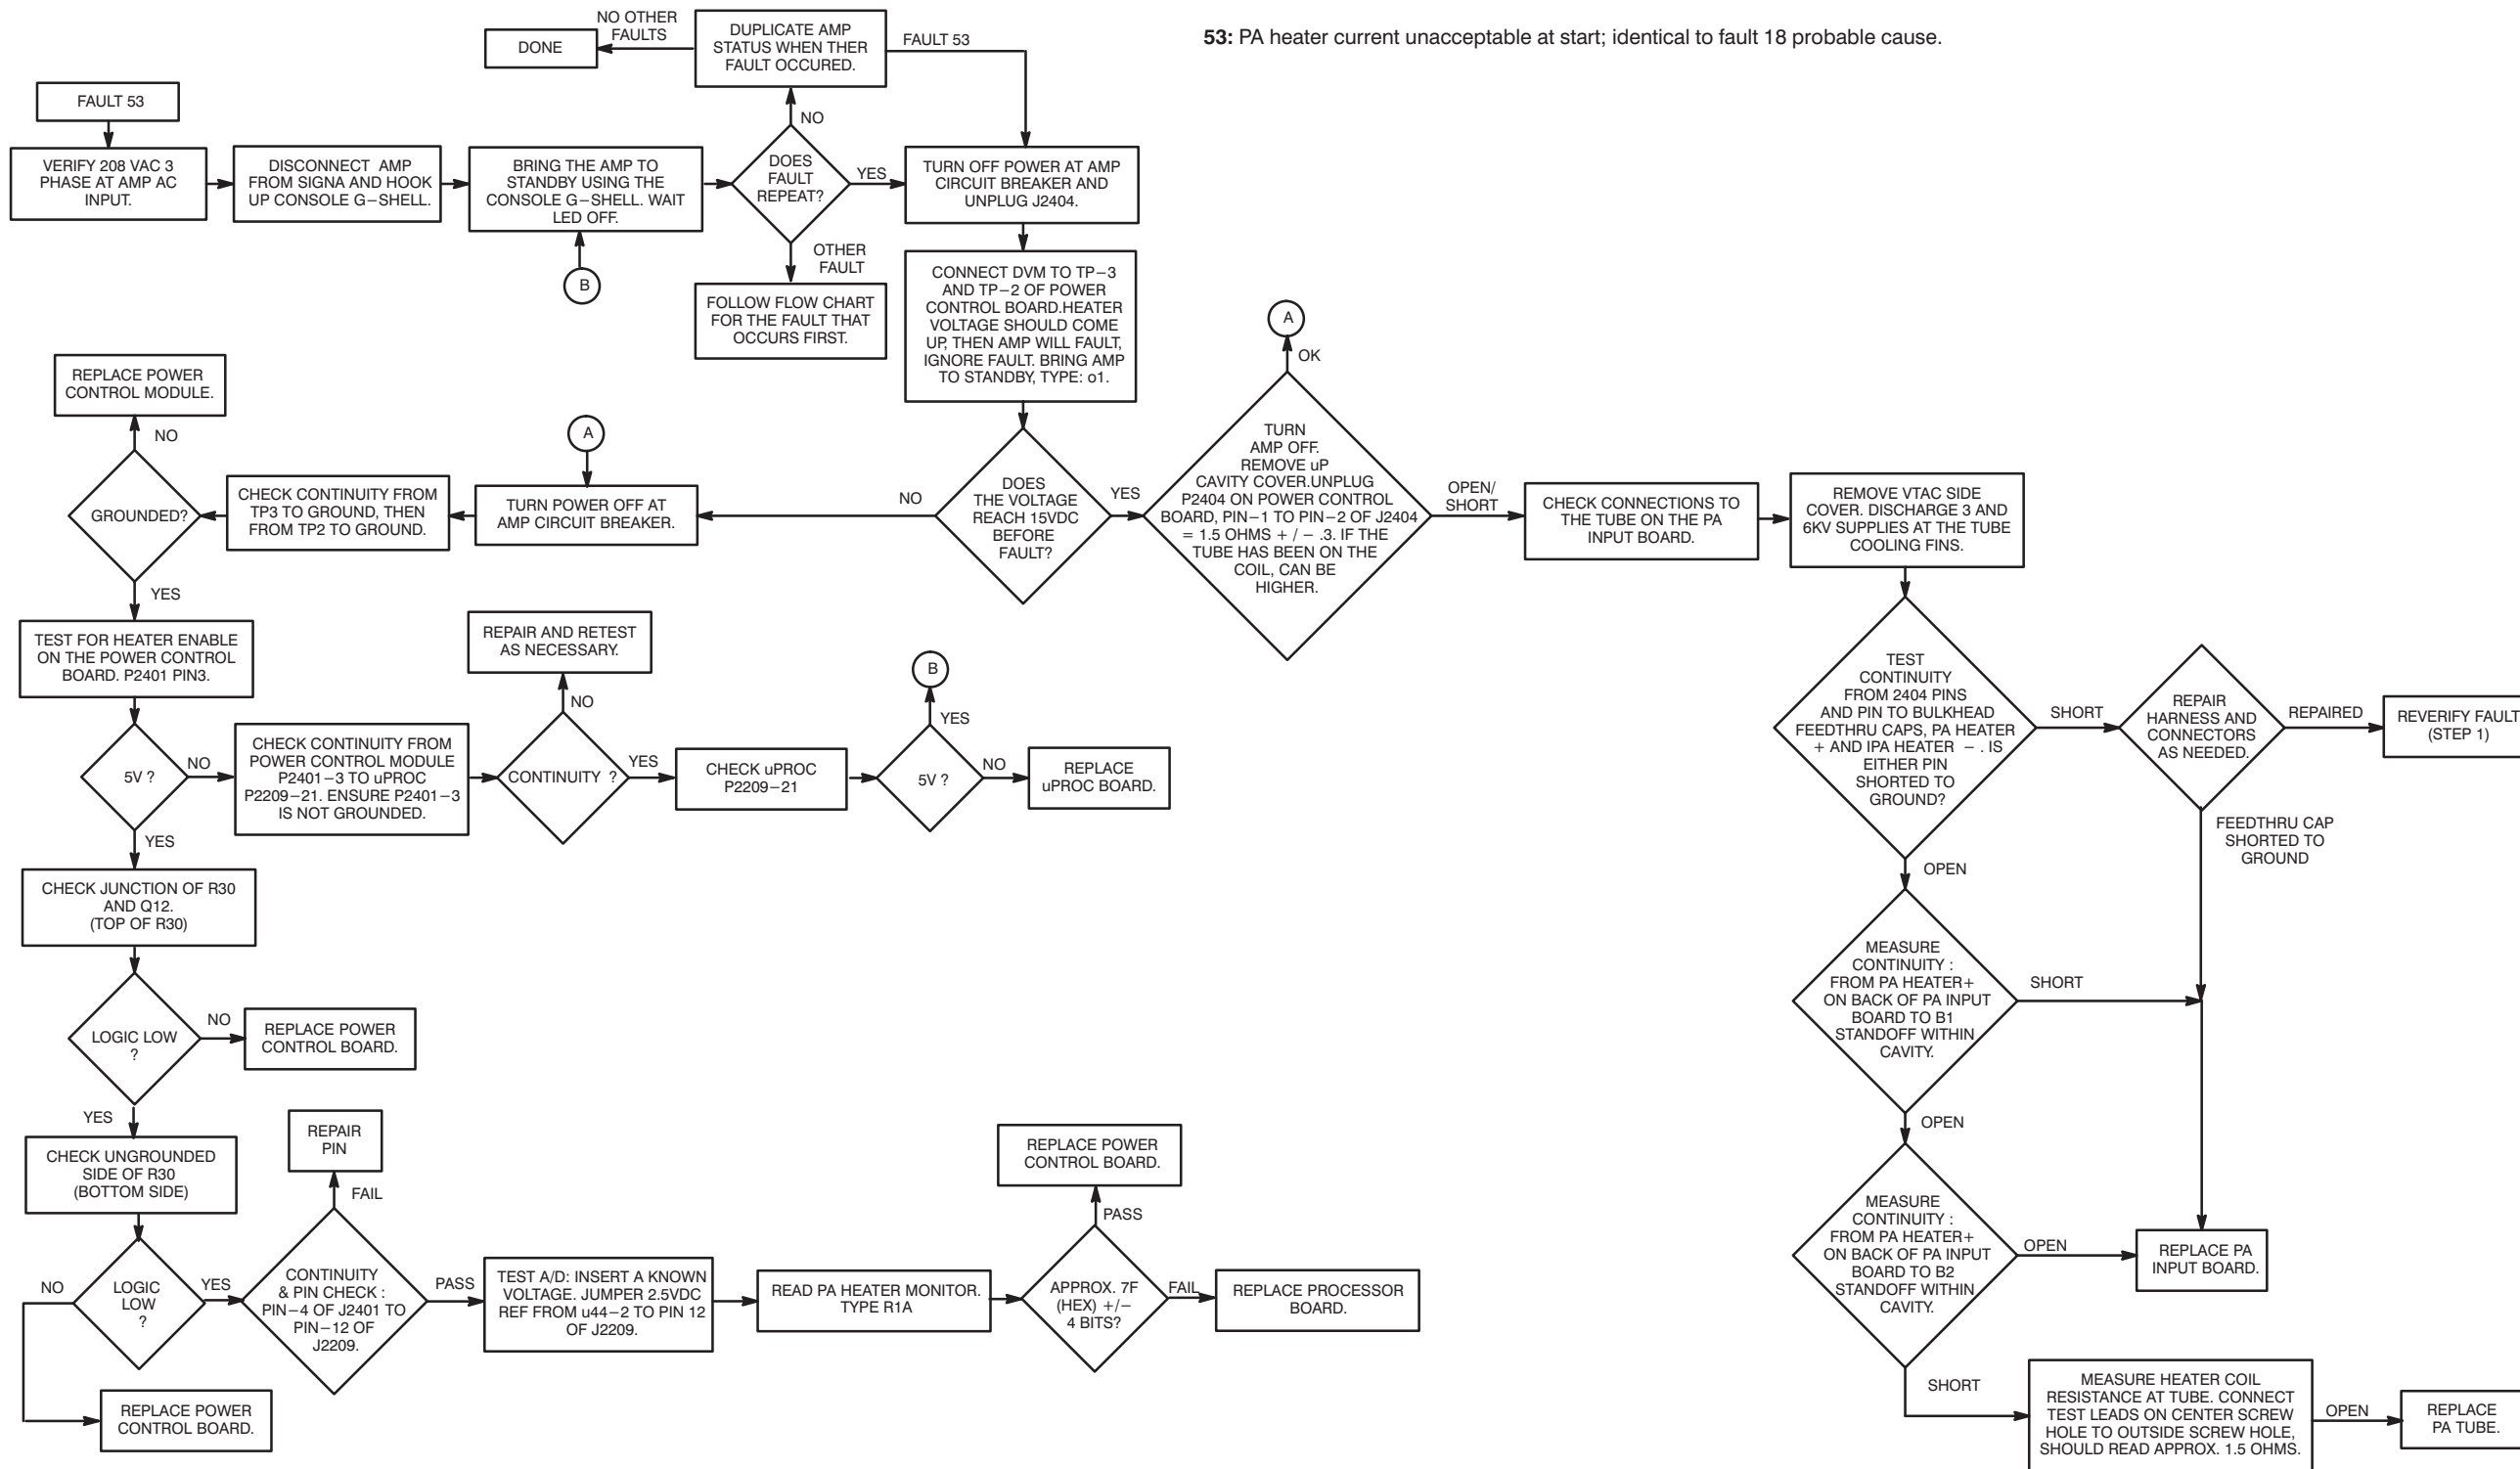 53: PA heater current unacceptable at start; identical to fault 18 probable cause.
FAULT 53
VERIFY 208 VAC 3
PHASE AT AMP AC
INPUT.
DISCONNECT AMP
FROM SIGNA AND HOOK
UP CONSOLE G–SHELL.
BRING THE AMP TO
STANDBY USING THE
CONSOLE G–SHELL. WAIT
LED OFF.
B
DOES
FAULT
REPEAT?
NO
DUPLICATE AMP
STATUS WHEN THER
FAULT OCCURED.
NO OTHER
FAULTS
DONE
FAULT 53
OTHER
FAULT
FOLLOW FLOW CHART
FOR THE FAULT THAT
OCCURS FIRST.
YES
TURN OFF POWER AT AMP
CIRCUIT BREAKER AND
UNPLUG J2404.
CONNECT DVM TO TP–3
AND TP–2 OF POWER
CONTROL BOARD.HEATER
VOLTAGE SHOULD COME
UP, THEN AMP WILL FAULT,
IGNORE FAULT. BRING AMP
TO STANDBY, TYPE: o1.
DOES
THE VOLTAGE
REACH 15VDC
BEFORE
FAULT?
NO
YES
A
TURN POWER OFF AT
AMP CIRCUIT BREAKER.
CHECK CONTINUITY FROM
TP3 TO GROUND, THEN
FROM TP2 TO GROUND.
GROUNDED?
NO
REPLACE POWER
CONTROL MODULE.
YES
TEST FOR HEATER ENABLE
ON THE POWER CONTROL
BOARD. P2401 PIN3.
5V ?
NO
CHECK CONTINUITY FROM
POWER CONTROL MODULE
P2401–3 TO uPROC
P2209–21. ENSURE P2401–3
IS NOT GROUNDED.
CONTINUITY ?
NO
REPAIR AND RETEST
AS NECESSARY.
YES
CHECK uPROC
P2209–21
5V ?
YES
B
NO
REPLACE
uPROC BOARD.
YES
CHECK JUNCTION OF R30
AND Q12.
(TOP OF R30)
LOGIC LOW
?
NO
REPLACE POWER
CONTROL BOARD.
YES
CHECK UNGROUNDED
SIDE OF R30
(BOTTOM SIDE)
LOGIC
LOW
?
NO
REPLACE POWER
CONTROL BOARD.
YES
CONTINUITY
& PIN CHECK :
PIN–4 OF J2401 TO
PIN–12 OF
J2209.
FAIL
REPAIR
PIN
PASS
TEST A/D: INSERT A KNOWN
VOLTAGE. JUMPER 2.5VDC
REF FROM u44–2 TO PIN 12
OF J2209.
READ PA HEATER MONITOR.
TYPE R1A
APPROX. 7F
(HEX) +/–
4 BITS?
PASS
REPLACE POWER
CONTROL BOARD.
FAIL
REPLACE PROCESSOR
BOARD.
A
OK
TURN
AMP OFF.
REMOVE uP
CAVITY COVER.UNPLUG
P2404 ON POWER CONTROL
BOARD, PIN–1 TO PIN–2 OF J2404
= 1.5 OHMS + / – .3. IF THE
TUBE HAS BEEN ON THE
COIL, CAN BE
HIGHER.
OPEN/
SHORT
CHECK CONNECTIONS TO
THE TUBE ON THE PA
INPUT BOARD.
REMOVE VTAC SIDE
COVER. DISCHARGE 3 AND
6KV SUPPLIES AT THE TUBE
COOLING FINS.
TEST
CONTINUITY
FROM 2404 PINS
AND PIN TO BULKHEAD
FEEDTHRU CAPS, PA HEATER
+ AND IPA HEATER – . IS
EITHER PIN
SHORTED TO
GROUND?
SHORT
REPAIR
HARNESS AND
CONNECTORS
AS NEEDED.
REPAIRED
REVERIFY FAULT
(STEP 1)
FEEDTHRU CAP
SHORTED TO
GROUND
OPEN
MEASURE
CONTINUITY :
FROM PA HEATER+
ON BACK OF PA INPUT
BOARD TO B1
STANDOFF WITHIN
CAVITY.
SHORT
OPEN
MEASURE
CONTINUITY :
FROM PA HEATER+
ON BACK OF PA INPUT
BOARD TO B2
STANDOFF WITHIN
CAVITY.
OPEN
REPLACE PA
INPUT BOARD.
SHORT
MEASURE HEATER COIL
RESISTANCE AT TUBE. CONNECT
TEST LEADS ON CENTER SCREW
HOLE TO OUTSIDE SCREW HOLE,
SHOULD READ APPROX. 1.5 OHMS.
OPEN
REPLACE
PA TUBE.